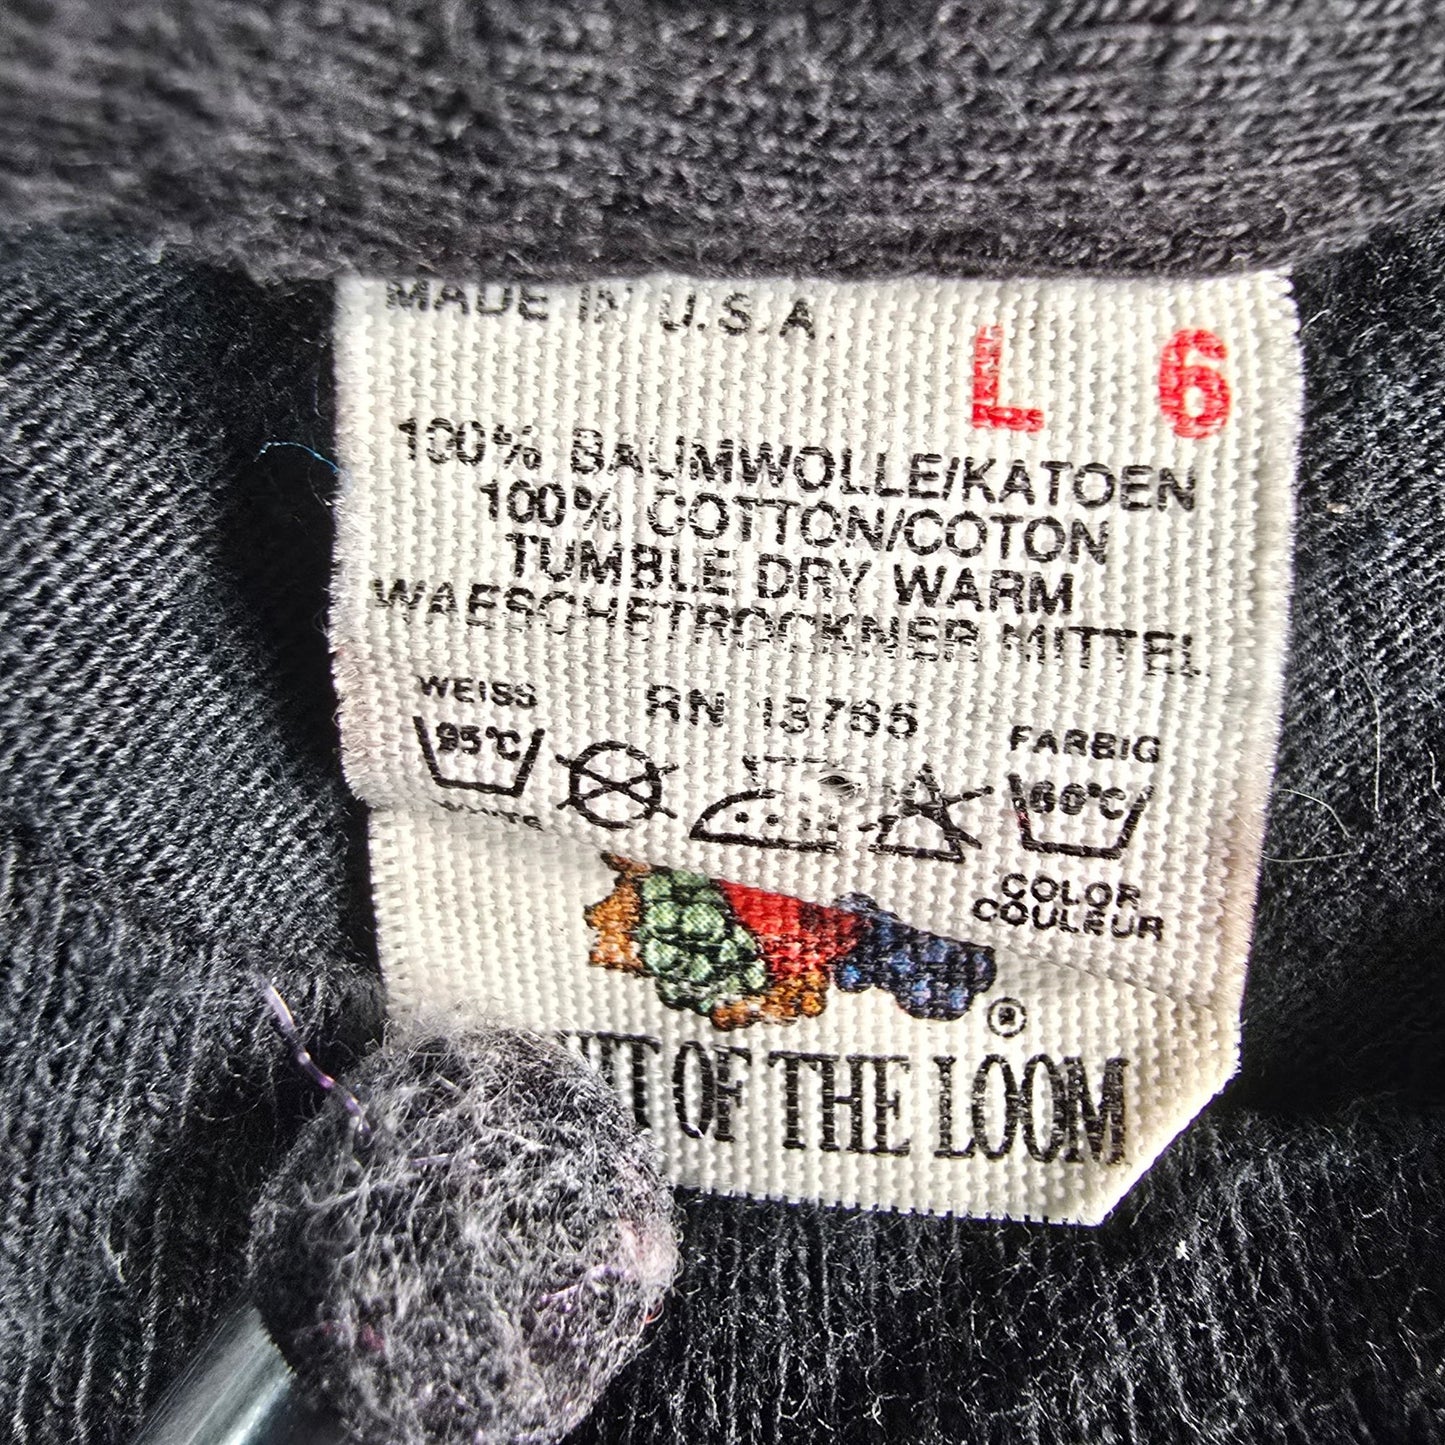 MADE IN U.S.A.
L 6
100% BAUMWOLLE/KATOEN
100% COTTON/COTON
TUMBLE DRY WARM
WAESCHETROCKNER MITTEL
RN 13765
WEISS
FARBIG
95°C
60°C
WHITE
COLOR
COULEUR
®
OF THE LOOM